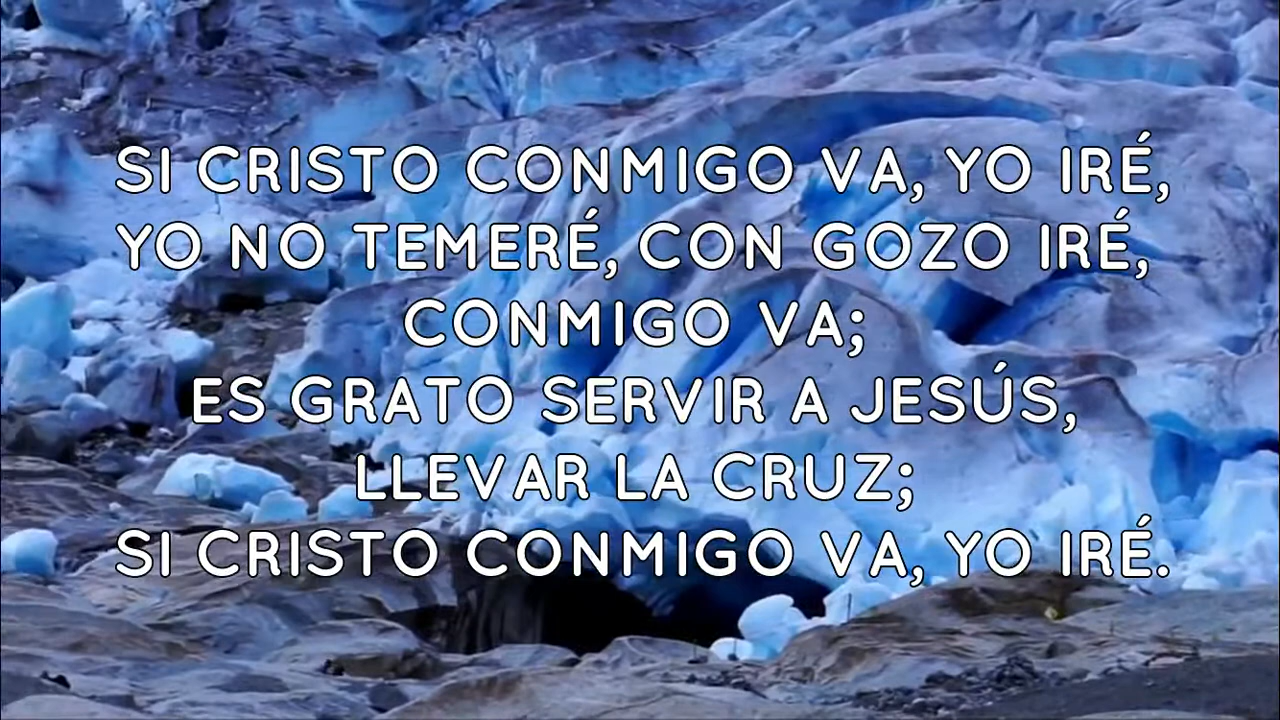 SI CRISTO CONMIGO VA, YO IRÉ,
YO NO TEMERÉ, CON GOZO IRÉ,
CONMIGO VA;
ES GRATO SERVIR A JESÚS,
LLEVAR LA CRUZ;
SI CRISTO CONMIGO VA, YO IRÉ.